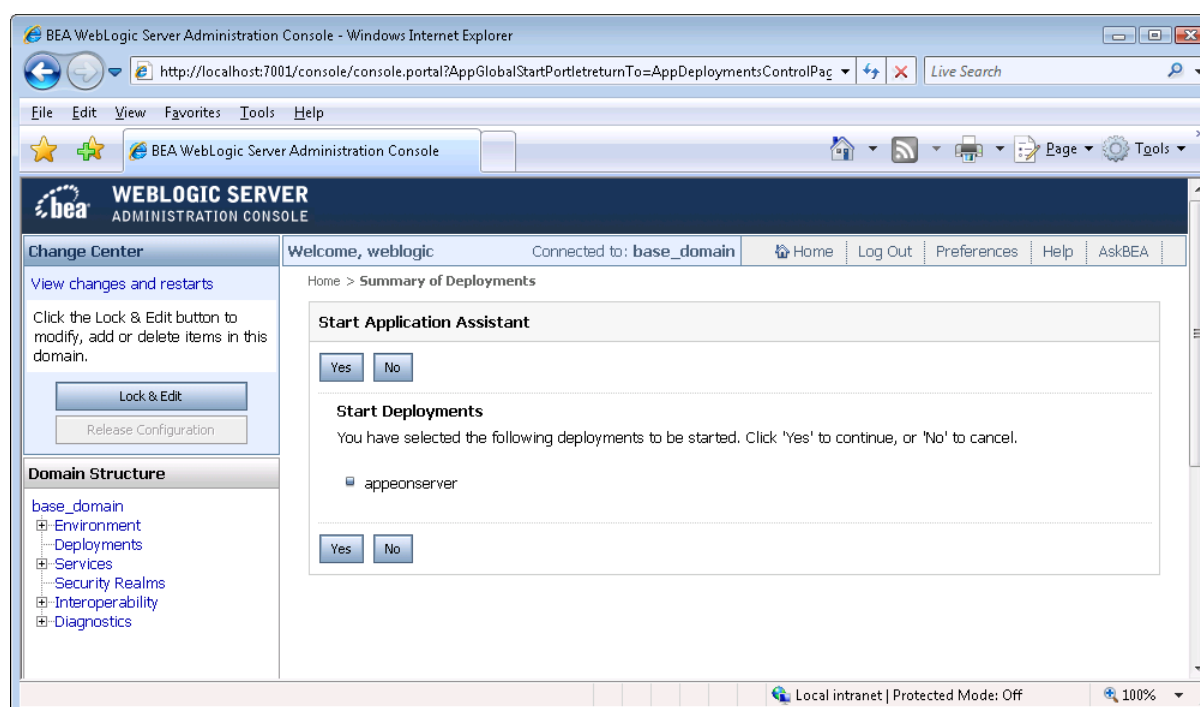 BEA WebLogic Server Administration Console - Windows Internet Explorer
http://localhost:7001/console/console.portal?AppGlobalStartPortletreturnTo=AppDeploymentsControlPag
Live Search
File Edit View Favorites Tools Help
BEA WebLogic Server Administration Console
Page Tools
bea WEBLOGIC SERVER
ADMINISTRATION CONSOLE
Change Center
View changes and restarts
Click the Lock & Edit button to
modify, add or delete items in this
domain.
Lock & Edit
Release Configuration
Domain Structure
base_domain
Environment
Deployments
Services
Security Realms
Interoperability
Diagnostics
Welcome, weblogic Connected to: base_domain Home Log Out Preferences Help AskBEA
Home > Summary of Deployments
Start Application Assistant
Yes No
Start Deployments
You have selected the following deployments to be started. Click 'Yes' to continue, or 'No' to cancel.
appeonserver
Yes No
Local intranet | Protected Mode: Off 100%